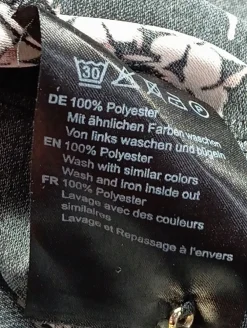 30
DE 100% Polyester
Mit ähnlichen Farben waschen
Von links waschen und bügeln
EN 100% Polyester
Wash with similar colors
Wash and Iron inside out
FR 100% Polyester
Lavage avec des couleurs
similaires
Lavage et Repassage à l'envers